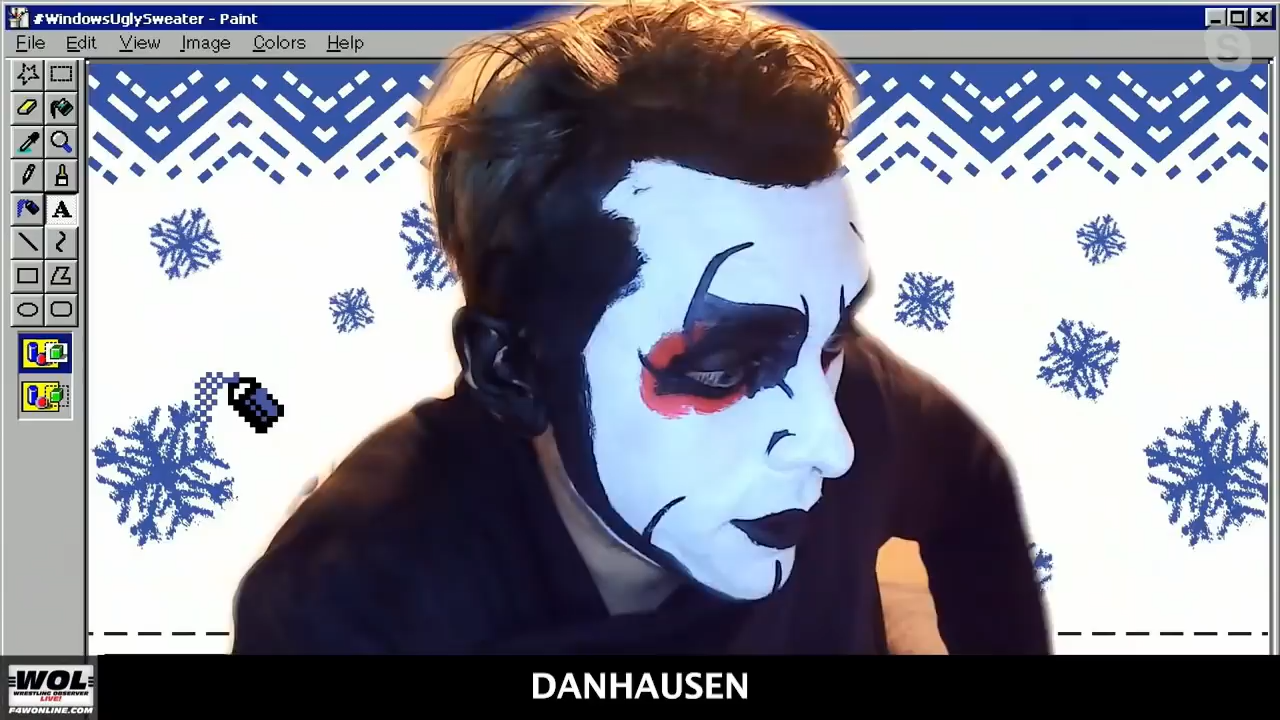 #WindowsUglySweater - Paint
File Edit View Image Colors Help
A
S
DANHAUSEN
WOL
WRESTLING OBSERVER
LIVE!
F4WONLINE.COM